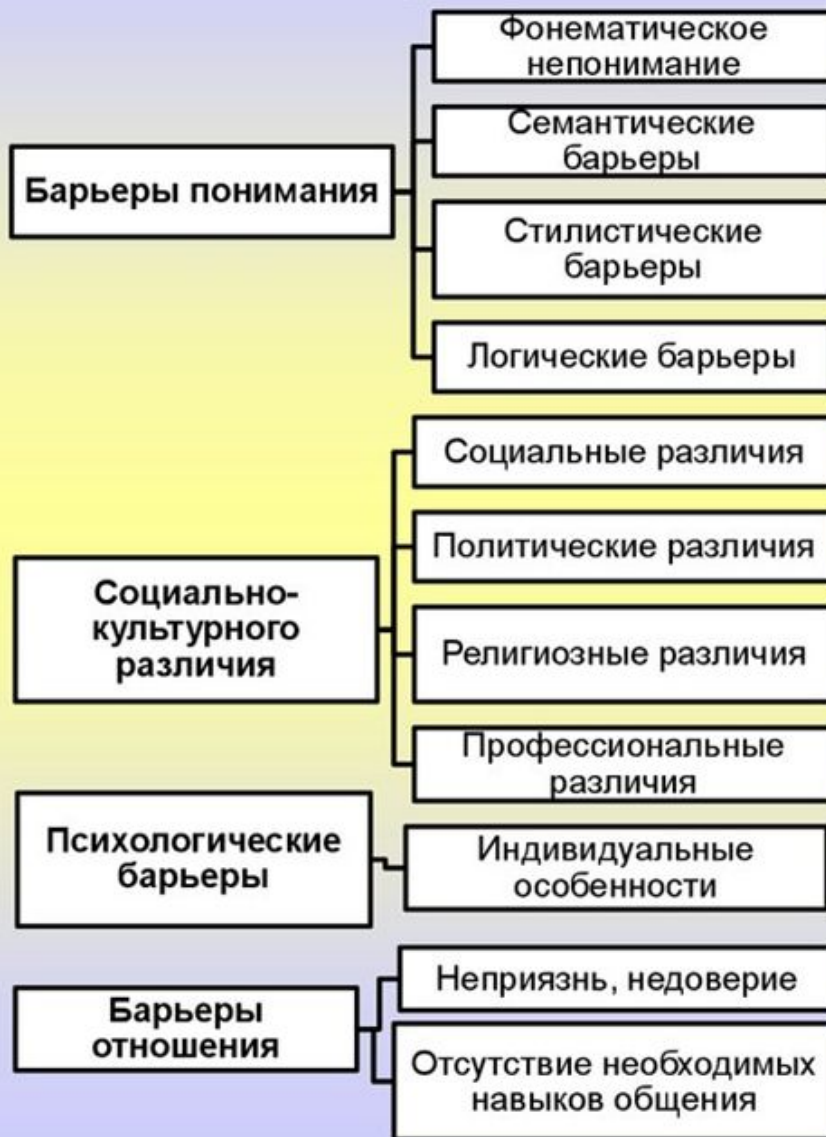 Барьеры понимания
Фонематическое
непонимание
Семантические
барьеры
Стилистические
барьеры
Логические барьеры
Социально-
культурного
различия
Социальные различия
Политические различия
Религиозные различия
Профессиональные
различия
Психологические
барьеры
Индивидуальные
особенности
Барьеры
отношения
Неприязнь, недоверие
Отсутствие необходимых
навыков общения